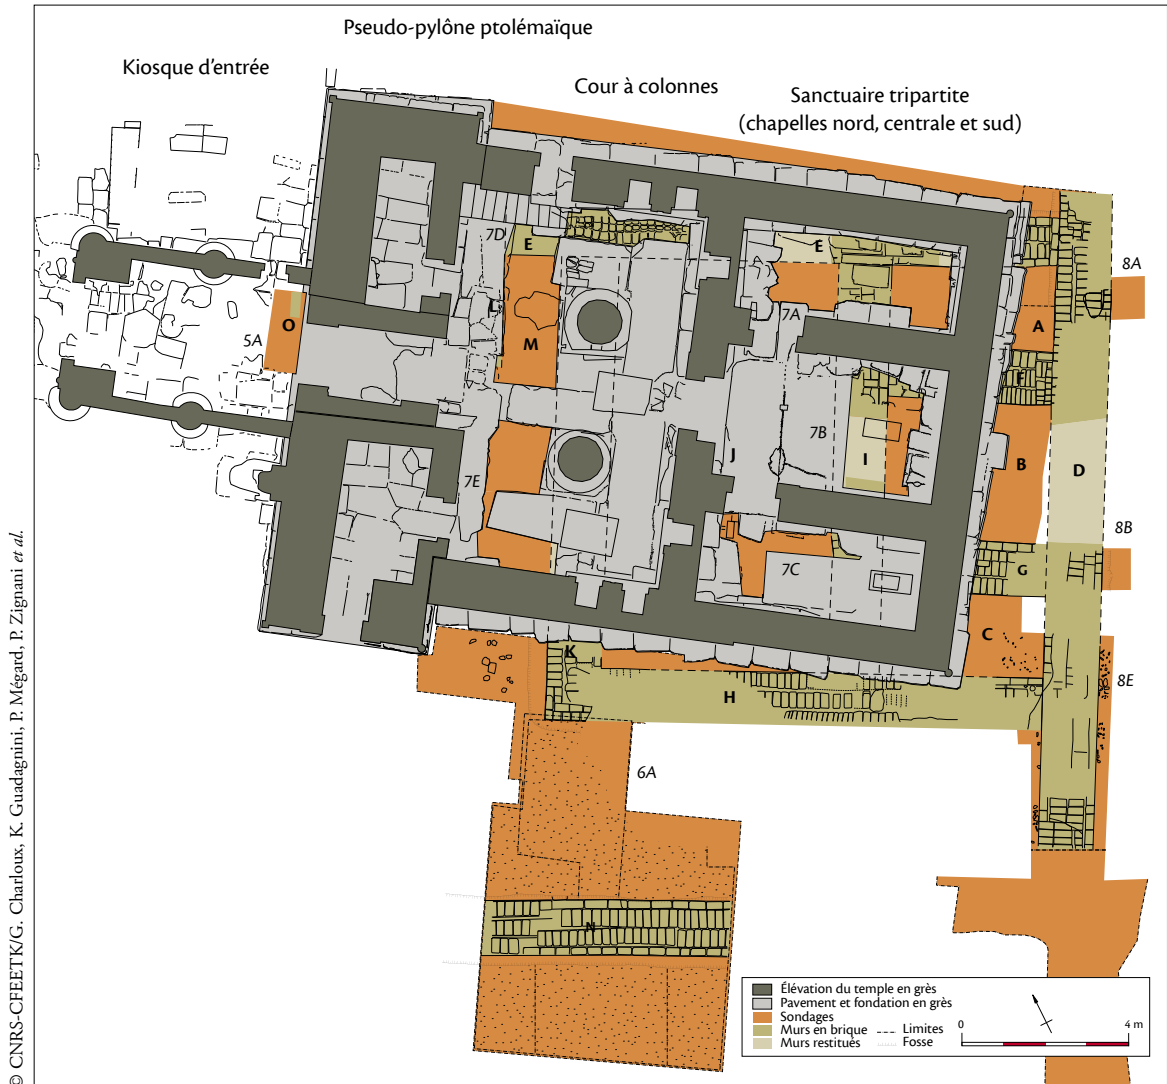 Pseudo-pylône ptolémaïque
Kiosque d'entrée
Cour à colonnes
Sanctuaire tripartite
(chapelles nord, centrale et sud)
7D
E
E
8A
L
O
5A
M
7A
A
F
7B
I
J
B
D
7E
8B
7C
G
C
K
H
8E
6A
N
Élévation du temple en grès
Pavement et fondation en grès
Sondages
Murs en brique
Limites
Murs restitués
Fosse
0
4 m
© CNRS-CFEETK/G. Charloux, K. Guadagnini, P. Mégard, P. Zignani et al.